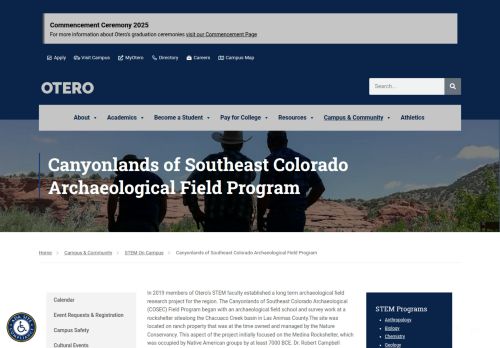 Commencement Ceremony 2025
For more information about Otero's graduation ceremonies visit our Commencement Page
Apply
Visit Campus
MyOtero
Directory
Careers
Campus Map
OTERO
Search...
About
Academics
Become a Student
Pay for College
Resources
Campus & Community
Athletics
Canyonlands of Southeast Colorado
Archaeological Field Program
Home > Campus & Community > STEM On Campus > Canyonlands of Southeast Colorado Archaeological Field Program
Calendar
Event Requests & Registration
Campus Safety
Cultural Events
In 2019 members of Otero's STEM faculty established a long term archaeological field
research project for the region. The Canyonlands of Southeast Colorado Archaeological
(COSEC) Field Program began with an archaeological field school and survey work at a
rockshelter sitealong the Chacuaco Creek basin in Las Animas County.The site was
located on ranch property that was at the time owned and managed by the Native
Conservancy. This aspect of the project initially focused on the Medina Rockshelter, which
was occupied by Native American groups by at least 7000 BCE. Dr. Robert Campbell
STEM Programs
Anthropology
Biology
Chemistry
Geology